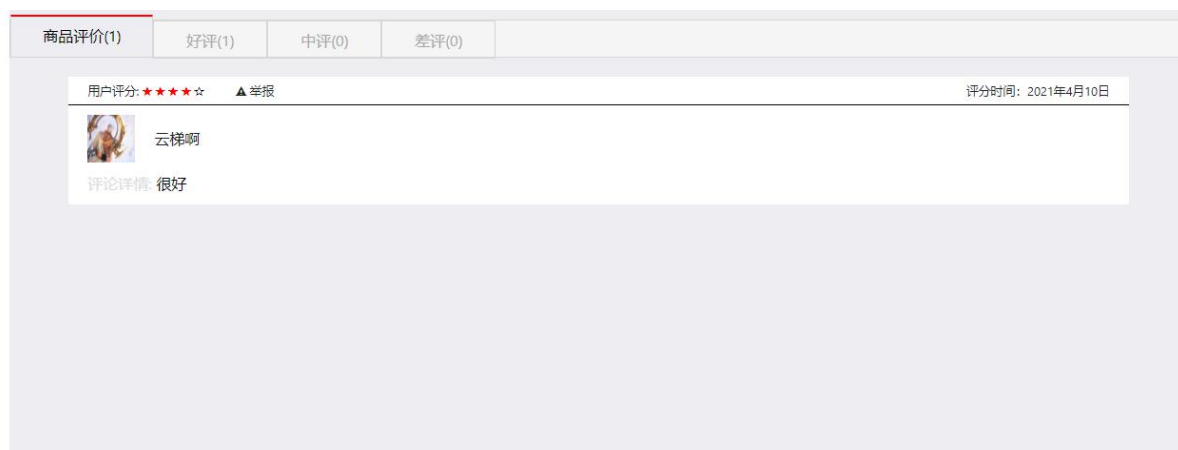 商品评价(1) 好评(1) 中评(0) 差评(0)
用户评分:★★★★☆ 举报 评分时间：2021年4月10日
云梯啊
评论详情: 很好